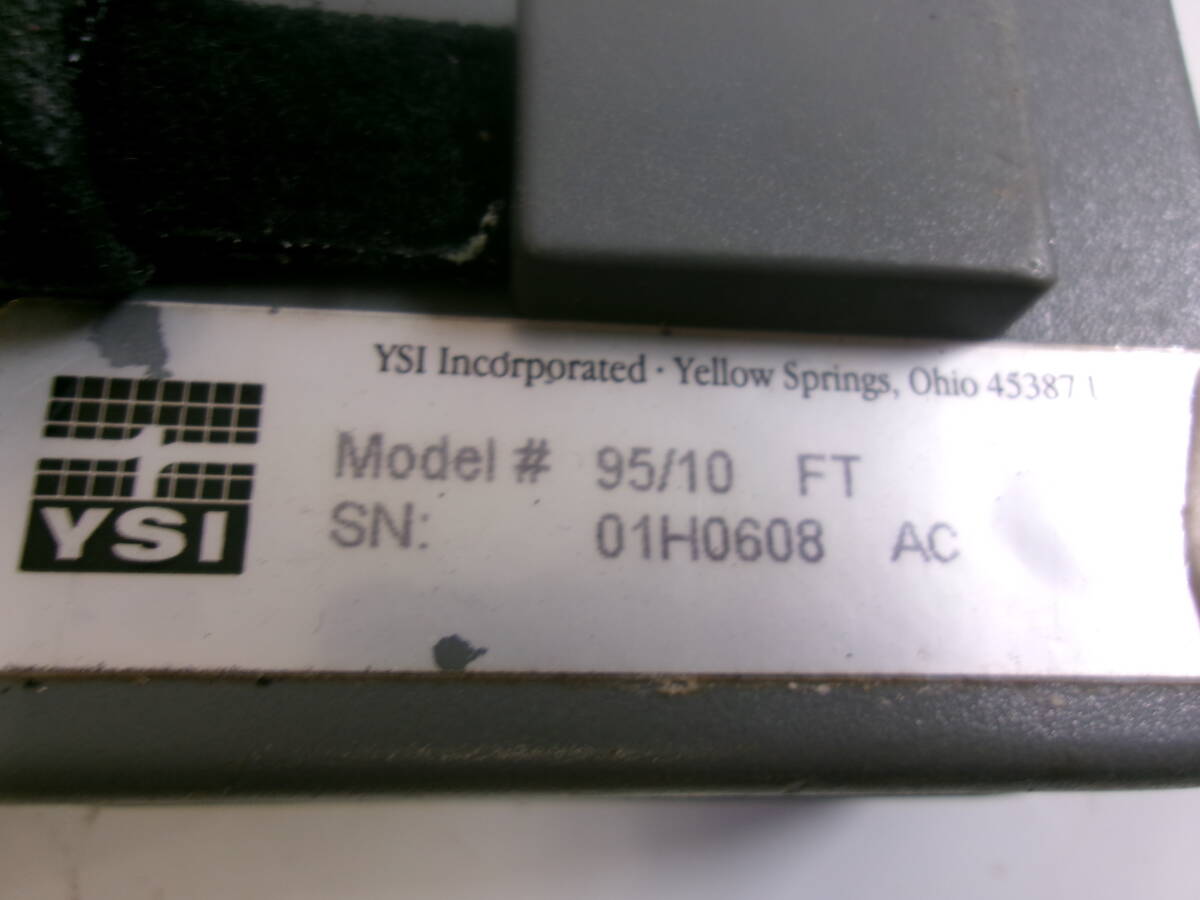 YSI Incorporated · Yellow Springs, Ohio 45387
Model # 95/10 FT
SN: 01H0608 AC
YSI